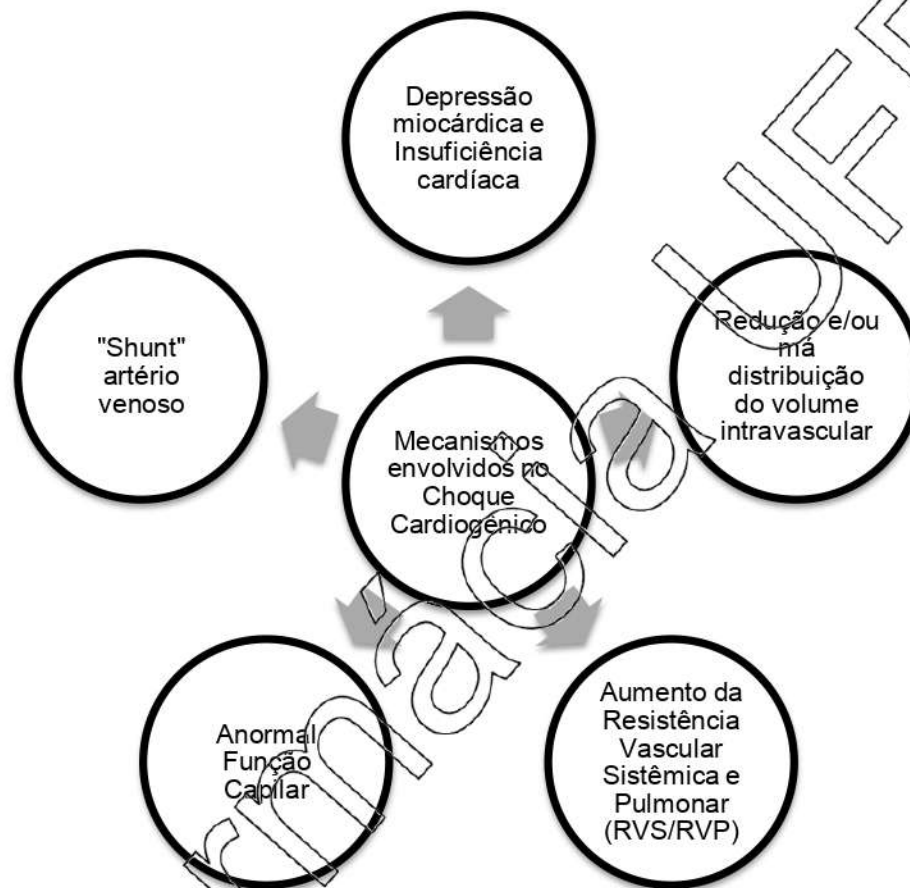 Depressão
miocárdica e
Insuficiência
cardíaca
"Shunt"
artério
venoso
Redução e/ou
má
distribuição
do volume
intravascular
Mecanismos
envolvidos no
Choque
Cardiogênico
Anormal
Função
Capilar
Aumento da
Resistência
Vascular
Sistêmica e
Pulmonar
(RVS/RVP)